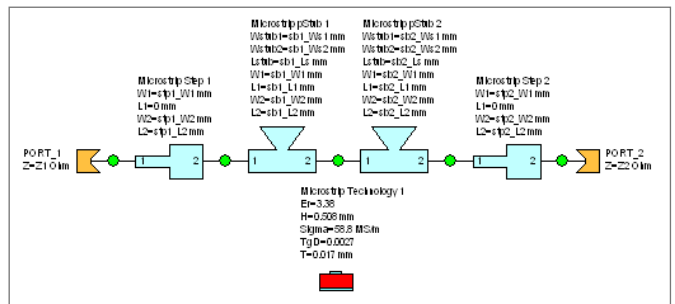 Microstrip pStub 1
Wstub1=sb1_Ws1 mm
Wstub2=sb1_Ws2 mm
Lstub=sb1_Ls mm
W1=sb1_W1 mm
L1=sb1_L1 mm
W2=sb1_W2 mm
L2=sb1_L2 mm
Microstrip pStub 2
Wstub1=sb2_Ws1 mm
Wstub2=sb2_Ws2 mm
Lstub=sb2_Ls mm
W1=sb2_W1 mm
L1=sb2_L1 mm
W2=sb2_W2 mm
L2=sb2_L2 mm
Microstrip Step 1
W1=stp1_W1 mm
L1=0 mm
W2=stp1_W2 mm
L2=stp1_L2 mm
Microstrip Step 2
W1=stp2_W1 mm
L1=0 mm
W2=stp2_W2 mm
L2=stp2_L2 mm
PORT_1
Z=Z1 Ohm
1 2
1 2
1 2
1 2
PORT_2
Z=Z2 Ohm
Microstrip Technology 1
Er=3.38
H=0.508 mm
Sigma=58.8 MS/m
TgD=0.0027
T=0.017 mm